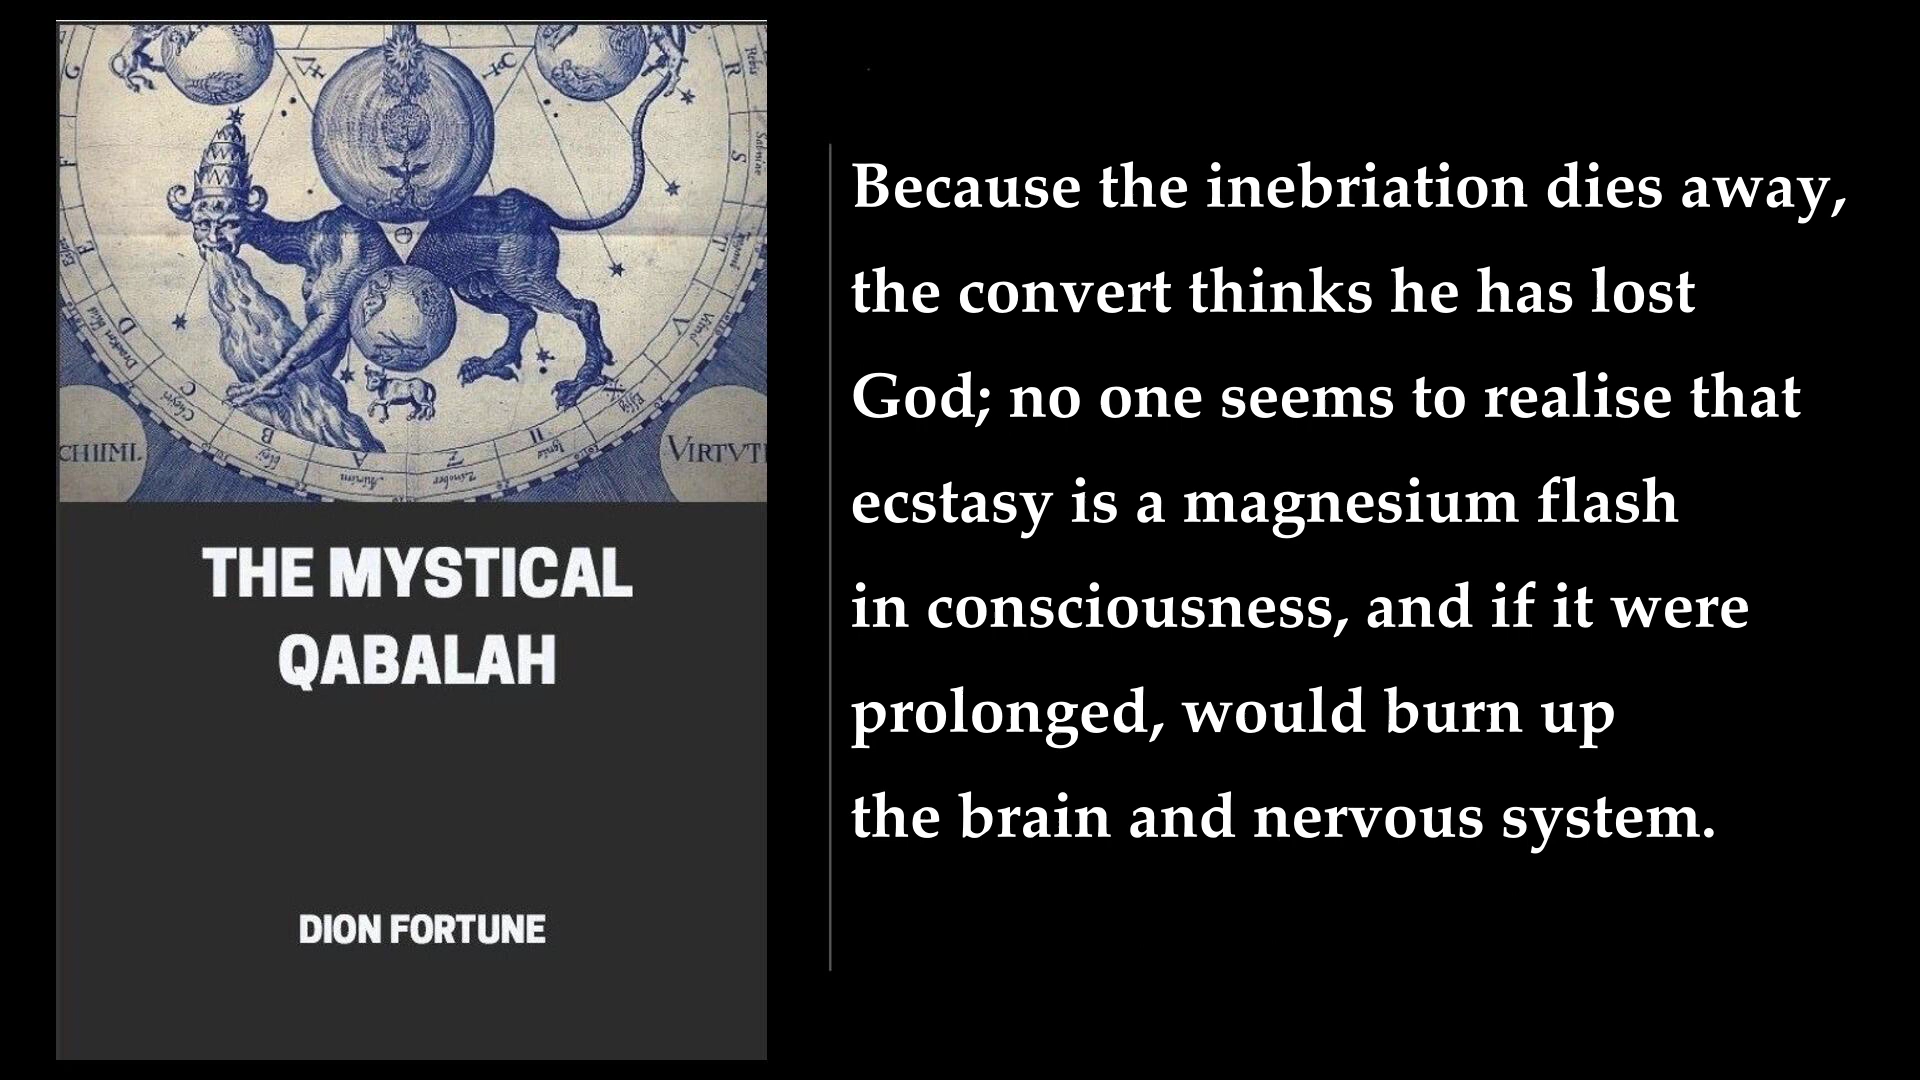 CHIIMI.
VIRTVTI
THE MYSTICAL
QABALAH
DION FORTUNE
Because the inebriation dies away,
the convert thinks he has lost
God; no one seems to realise that
ecstasy is a magnesium flash
in consciousness, and if it were
prolonged, would burn up
the brain and nervous system.